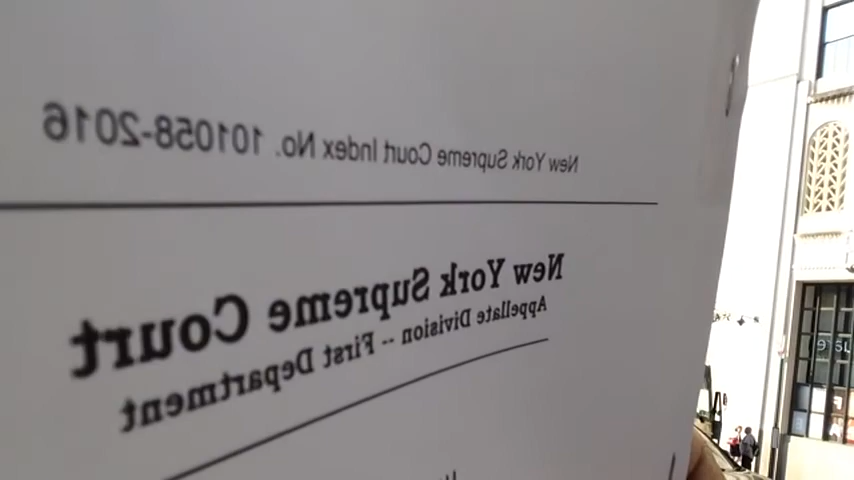 New York Supreme Court Index No. 101058-2016
New York Supreme Court
Appellate Division -- First Department